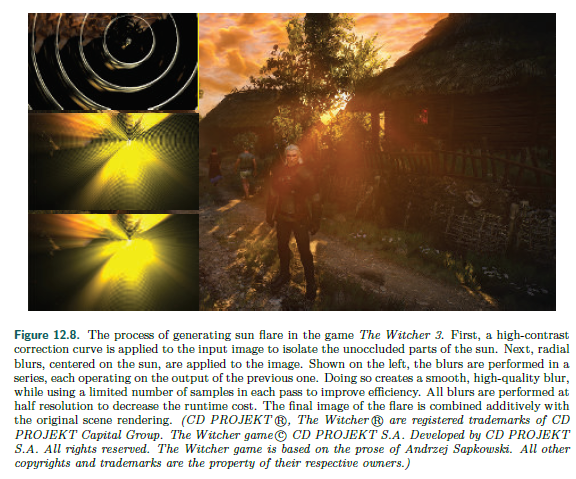 Figure 12.8. The process of generating sun flare in the game The Witcher 3. First, a high-contrast
correction curve is applied to the input image to isolate the unoccluded parts of the sun. Next, radial
blurs, centered on the sun, are applied to the image. Shown on the left, the blurs are performed in a
series, each operating on the output of the previous one. Doing so creates a smooth, high-quality blur,
while using a limited number of samples in each pass to improve efficiency. All blurs are performed at
half resolution to decrease the runtime cost. The final image of the flare is combined additively with
the original scene rendering. (CD PROJEKT®, The Witcher® are registered trademarks of CD
PROJEKT Capital Group. The Witcher game© CD PROJEKT S.A. Developed by CD PROJEKT
S.A. All rights reserved. The Witcher game is based on the prose of Andrzej Sapkowski. All other
copyrights and trademarks are the property of their respective owners.)